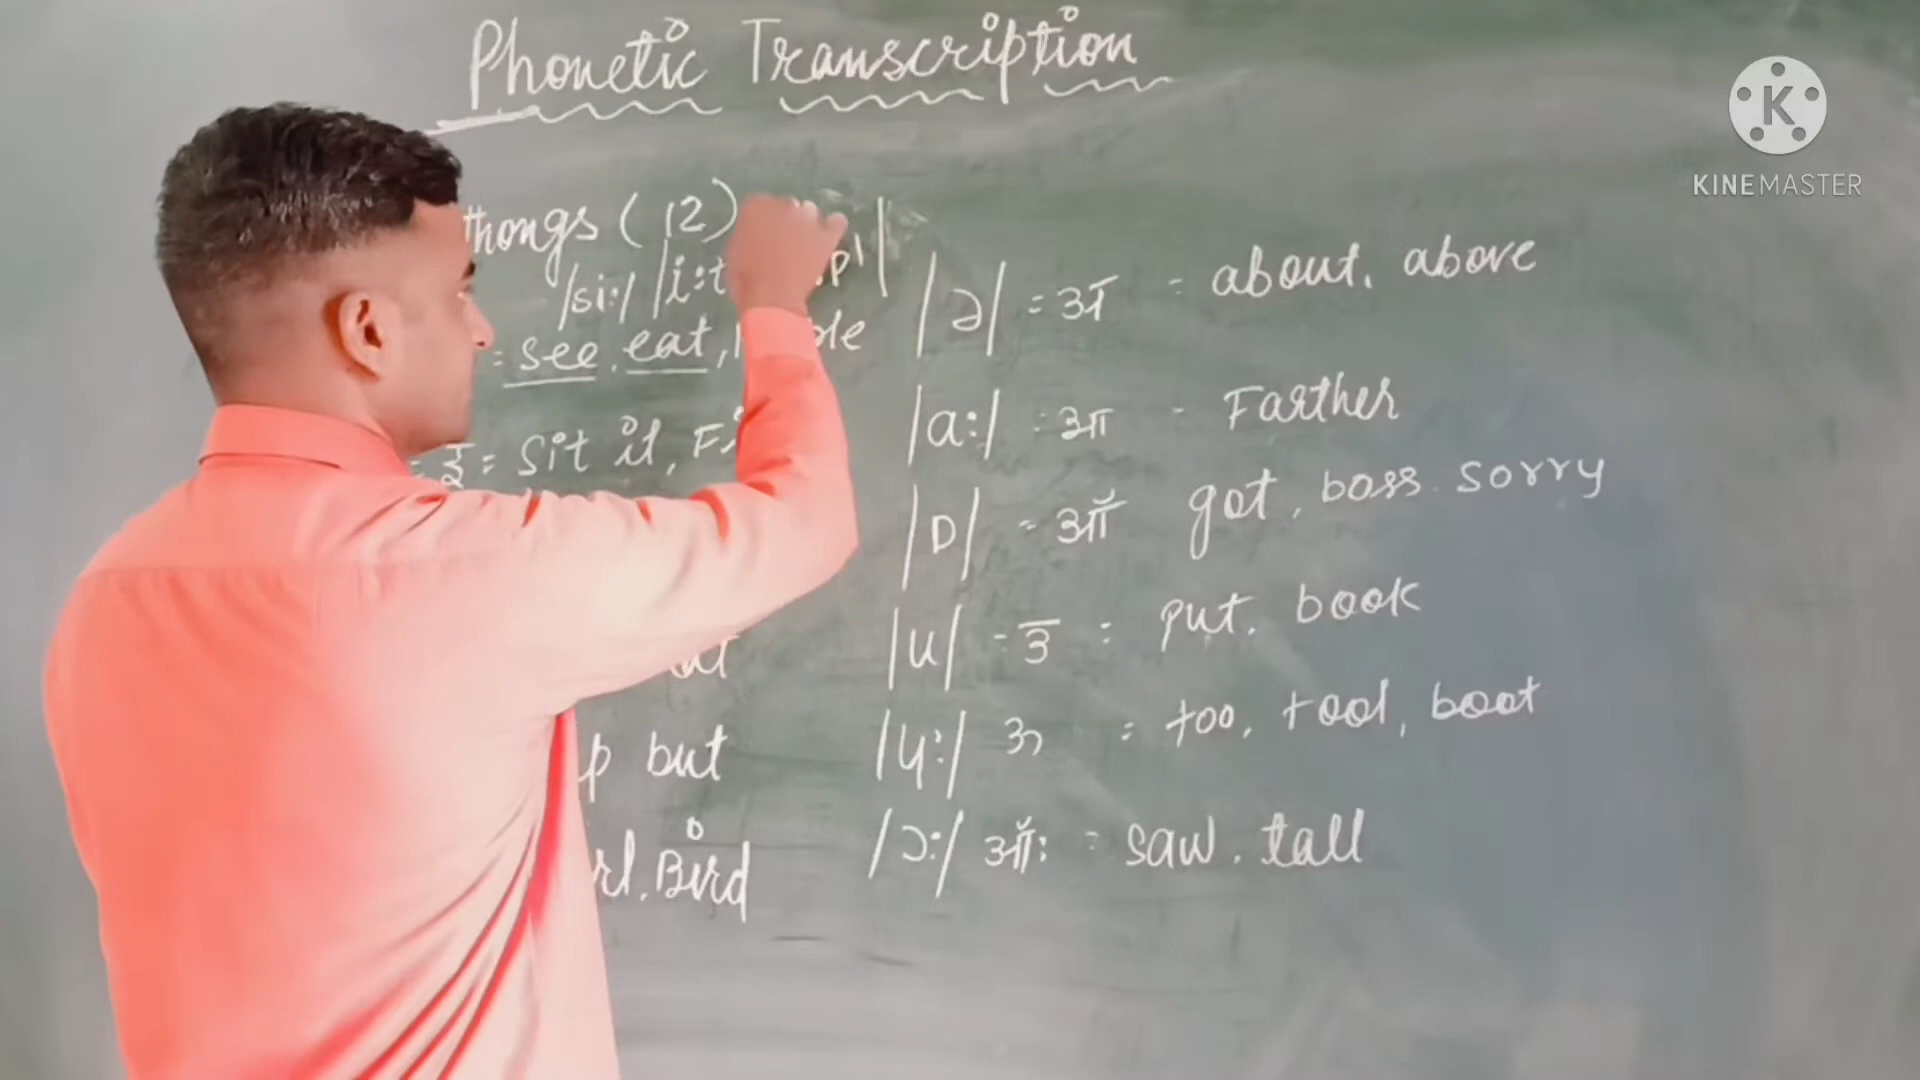 Phonetic Transcription
thongs (12)
/si:/ /i:t
= see, eat,
= इ = Sit it,
but
rl, Bird
/ə/ = अ = about, above
/a:/ = आ = Farther
/ɒ/ = ऑ got, boss. sorry
/u/ = उ = put. book
/u:/ ऊ = too, tool, boot
/ɔ:/ ऑ: = saw. tall
K
KINEMASTER